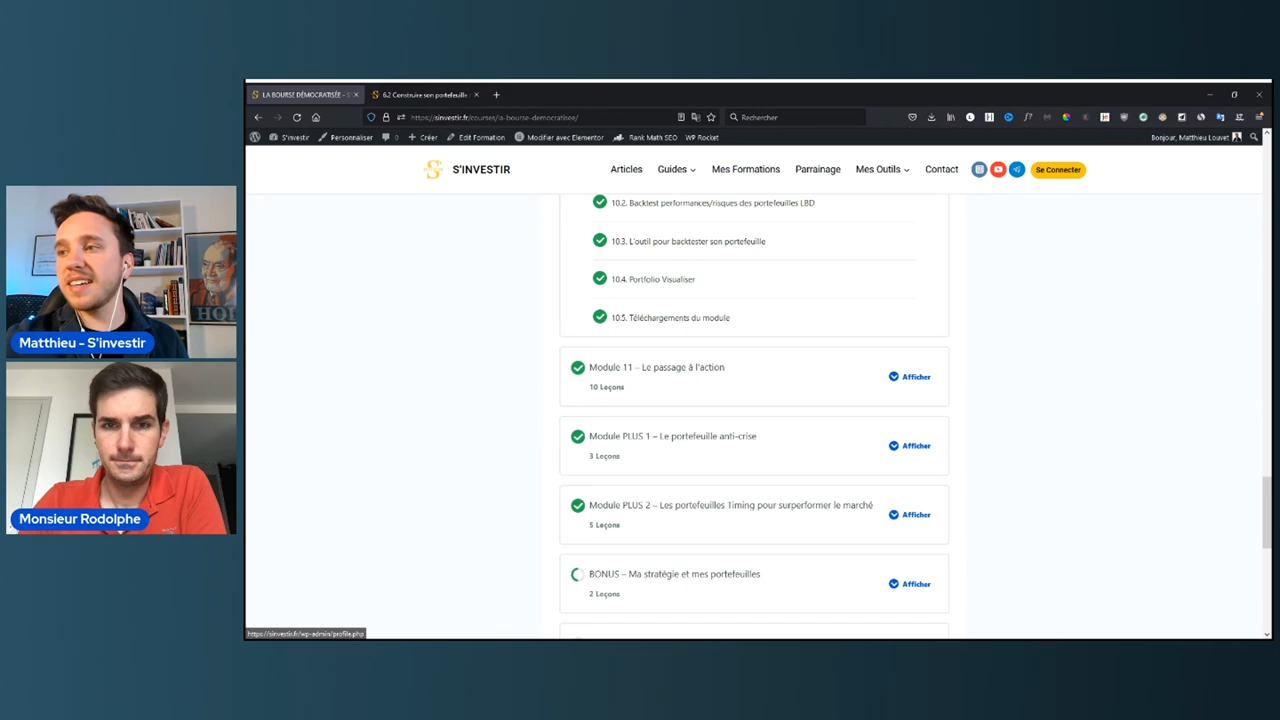 LA BOURSE DÉMOCRATISÉE - S
6.2 Construire son portefeuille
https://sinvestir.fr/courses/la-bourse-democratisee/
Rechercher
S'investir
Personnaliser
0
Créer
Edit Formation
Modifier avec Elementor
Rank Math SEO
WP Rocket
Bonjour, Matthieu Louvet
S'INVESTIR
Articles
Guides
Mes Formations
Parrainage
Mes Outils
Contact
Se Connecter
10.2. Backtest performances/risques des portefeuilles LBD
10.3. L'outil pour backtester son portefeuille
10.4. Portfolio Visualiser
10.5. Téléchargements du module
Module 11 – Le passage à l'action
10 Leçons
Afficher
Module PLUS 1 – Le portefeuille anti-crise
3 Leçons
Afficher
Module PLUS 2 – Les portefeuilles Timing pour surperformer le marché
5 Leçons
Afficher
BONUS – Ma stratégie et mes portefeuilles
2 Leçons
Afficher
https://sinvestir.fr/wp-admin/profile.php
Matthieu - S'investir
Monsieur Rodolphe